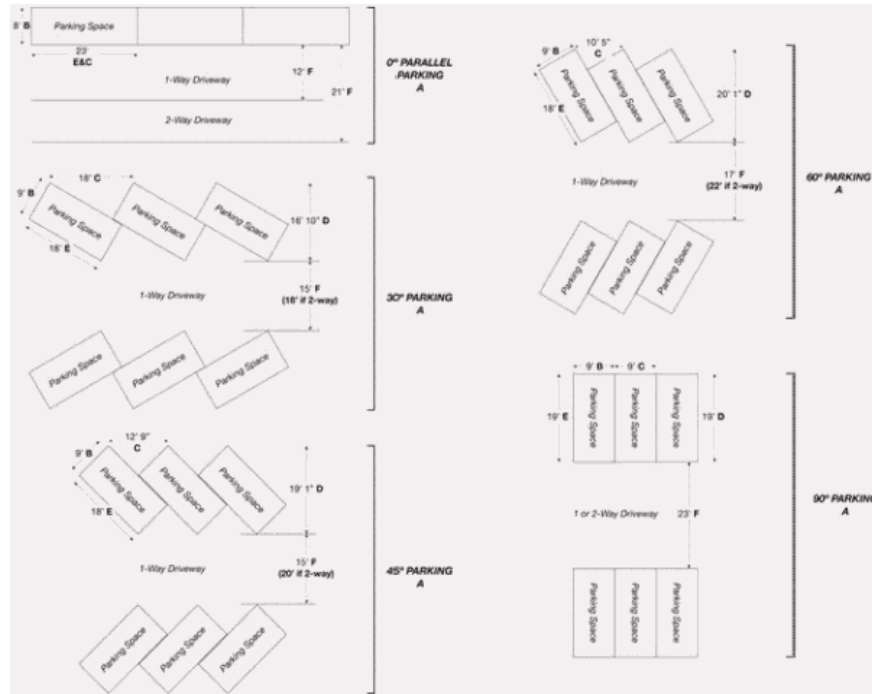 8' B
Parking Space
23'
E&C
1-Way Driveway
12' F
21' F
2-Way Driveway
0° PARALLEL
PARKING
A
18' C
9' B
Parking Space
Parking Space
Parking Space
18' E
16' 10" D
1-Way Driveway
15' F
(18' if 2-way)
30° PARKING
A
Parking Space
Parking Space
Parking Space
12' 9"
C
9' B
Parking Space
Parking Space
Parking Space
18' E
19' 1" D
1-Way Driveway
15' F
(20' if 2-way)
45° PARKING
A
Parking Space
Parking Space
Parking Space
10' 5"
C
9' B
Parking Space
Parking Space
Parking Space
18' E
20' 1" D
1-Way Driveway
17' F
(22' if 2-way)
60° PARKING
A
Parking Space
Parking Space
Parking Space
9' B
9' C
19' E
Parking Space
Parking Space
Parking Space
19' D
1 or 2-Way Driveway
23' F
90° PARKING
A
Parking Space
Parking Space
Parking Space